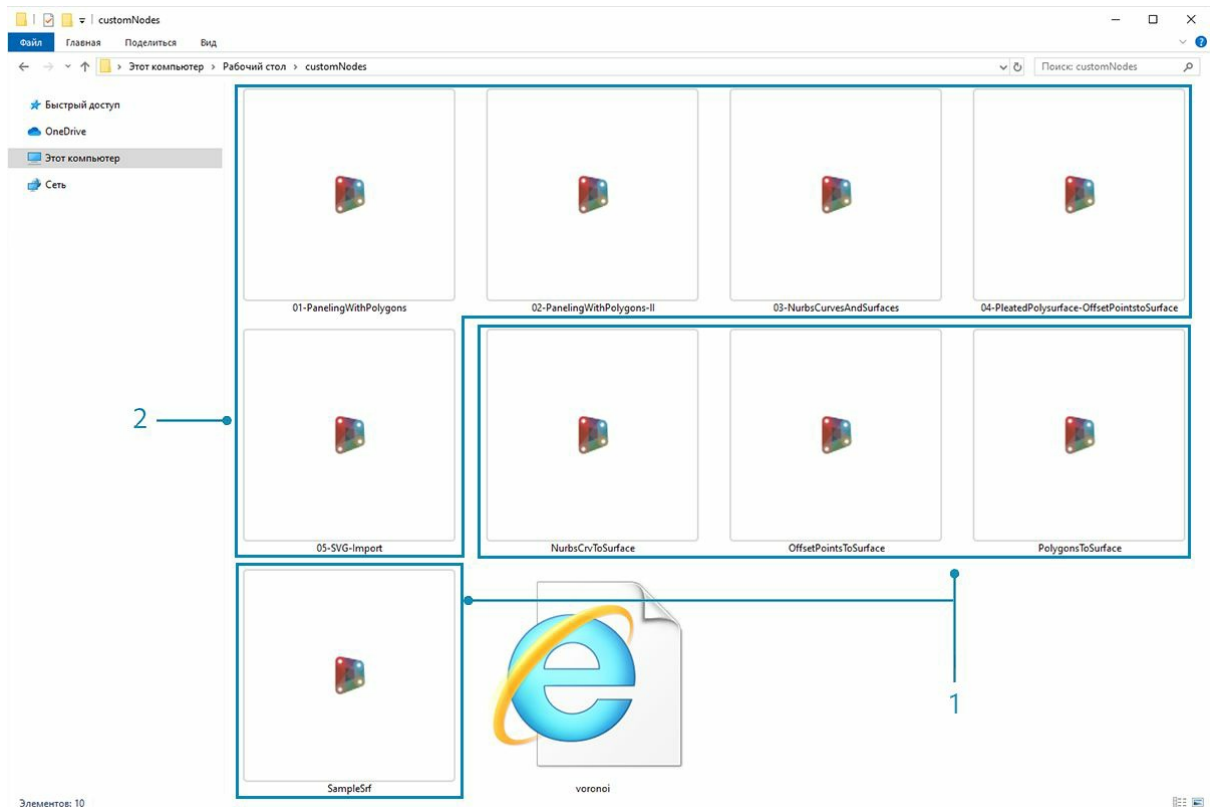 customNodes
Файл Главная Поделиться Вид
Этот компьютер › Рабочий стол › customNodes
Поиск: customNodes
Быстрый доступ
OneDrive
Этот компьютер
Сеть
01-PanelingWithPolygons
02-PanelingWithPolygons-II
03-NurbsCurvesAndSurfaces
04-PleatedPolysurface-OffsetPointstoSurface
2
05-SVG-Import
NurbsCrvToSurface
OffsetPointsToSurface
PolygonsToSurface
1
SampleSrf
voronoi
Элементов: 10